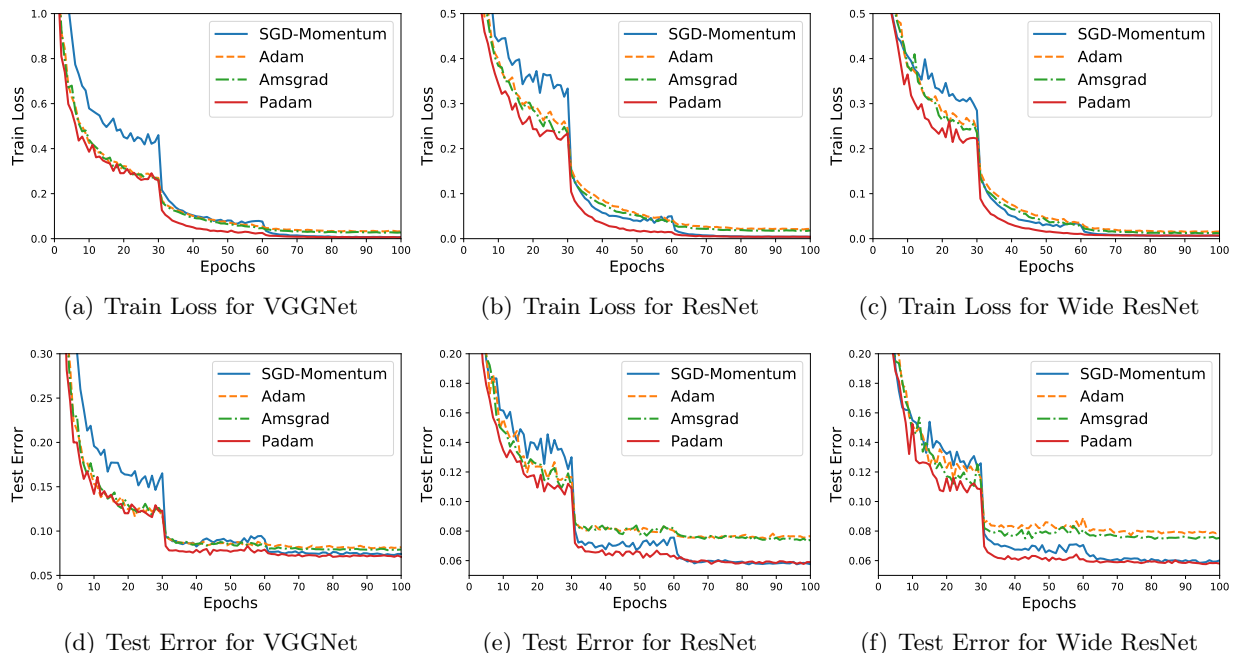 1.0
0.8
0.6
0.4
0.2
0.0
Train Loss
0 10 20 30 40 50 60 70 80 90 100
Epochs
SGD-Momentum
Adam
Amsgrad
Padam
(a) Train Loss for VGGNet
0.5
0.4
0.3
0.2
0.1
0.0
Train Loss
0 10 20 30 40 50 60 70 80 90 100
Epochs
SGD-Momentum
Adam
Amsgrad
Padam
(b) Train Loss for ResNet
0.5
0.4
0.3
0.2
0.1
0.0
Train Loss
0 10 20 30 40 50 60 70 80 90 100
Epochs
SGD-Momentum
Adam
Amsgrad
Padam
(c) Train Loss for Wide ResNet
0.30
0.25
0.20
0.15
0.10
0.05
Test Error
0 10 20 30 40 50 60 70 80 90 100
Epochs
SGD-Momentum
Adam
Amsgrad
Padam
(d) Test Error for VGGNet
0.20
0.18
0.16
0.14
0.12
0.10
0.08
0.06
Test Error
0 10 20 30 40 50 60 70 80 90 100
Epochs
SGD-Momentum
Adam
Amsgrad
Padam
(e) Test Error for ResNet
0.20
0.18
0.16
0.14
0.12
0.10
0.08
0.06
Test Error
0 10 20 30 40 50 60 70 80 90 100
Epochs
SGD-Momentum
Adam
Amsgrad
Padam
(f) Test Error for Wide ResNet